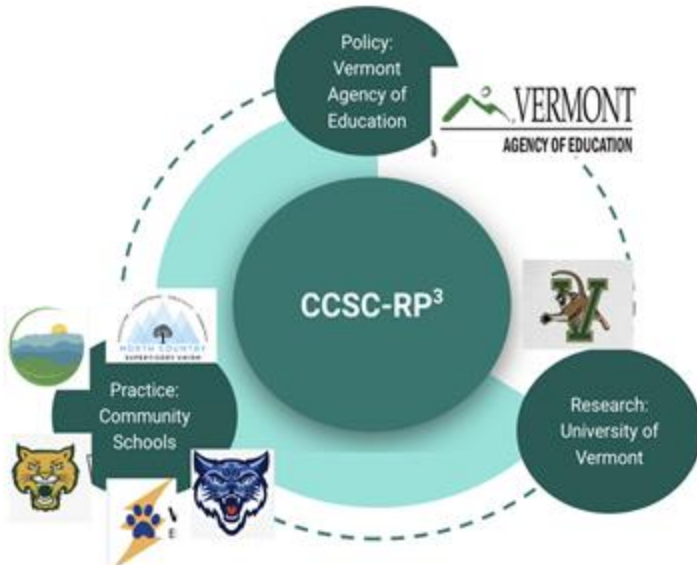 Policy:
Vermont
Agency of
Education
VERMONT
AGENCY OF EDUCATION
CCSC-RP³
V
NORTH COUNTRY
SUPERVISORY UNION
Practice:
Community
Schools
Research:
University of
Vermont